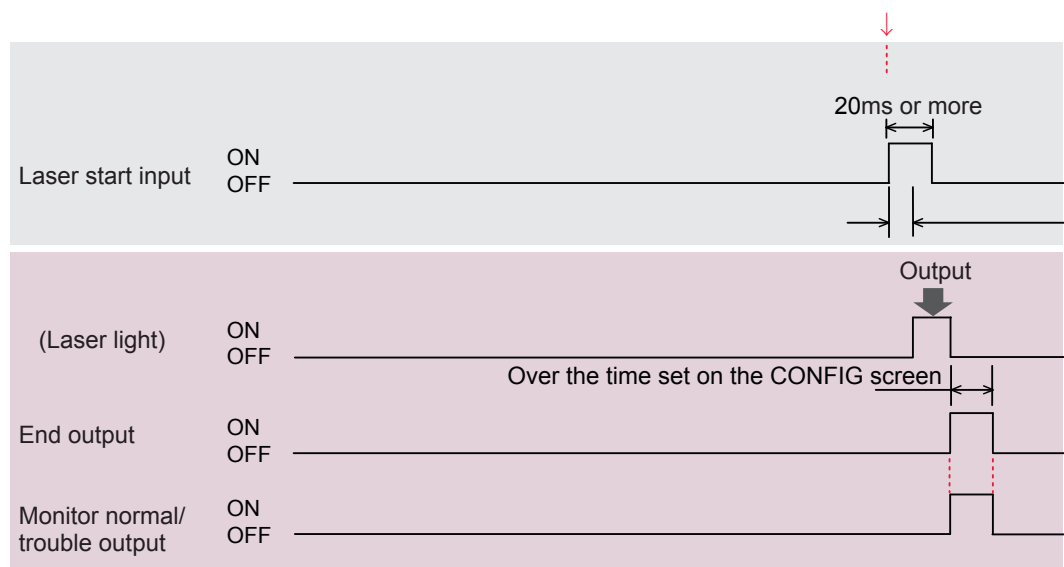 20ms or more
Laser start input
ON
OFF
Output
(Laser light)
ON
OFF
Over the time set on the CONFIG screen
End output
ON
OFF
Monitor normal/
trouble output
ON
OFF